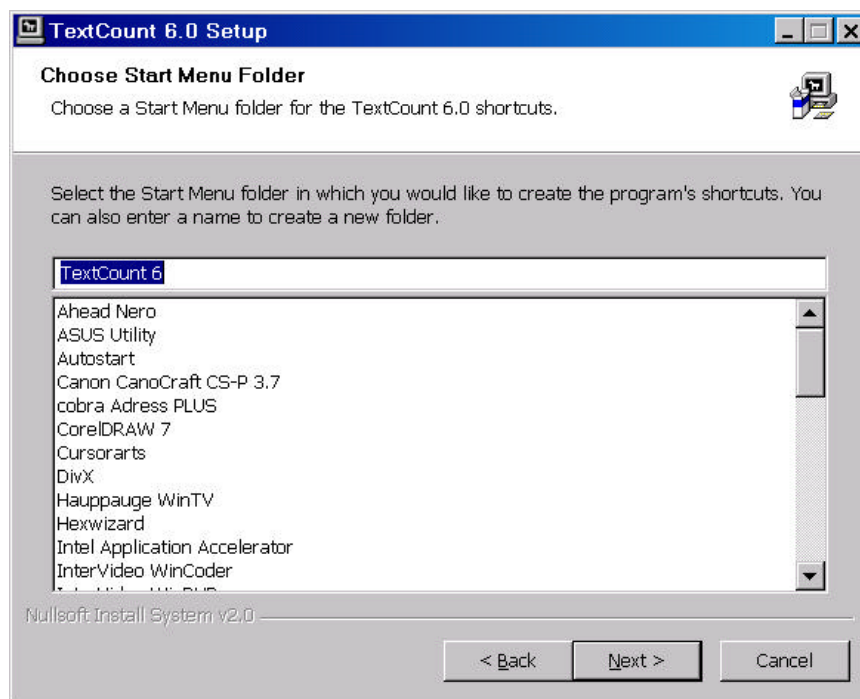 TextCount 6.0 Setup
Choose Start Menu Folder
Choose a Start Menu folder for the TextCount 6.0 shortcuts.
Select the Start Menu folder in which you would like to create the program's shortcuts. You
can also enter a name to create a new folder.
TextCount 6
Ahead Nero
ASUS Utility
Autostart
Canon CanoCraft CS-P 3.7
cobra Adress PLUS
CorelDRAW 7
Cursorarts
DivX
Hauppauge WinTV
Hexwizard
Intel Application Accelerator
InterVideo WinCoder
Nullsoft Install System v2.0
< Back Next > Cancel